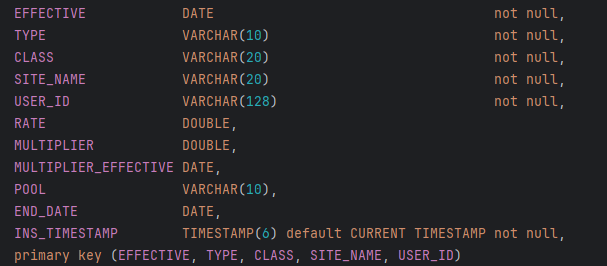 EFFECTIVE DATE not null,
TYPE VARCHAR(10) not null,
CLASS VARCHAR(20) not null,
SITE_NAME VARCHAR(20) not null,
USER_ID VARCHAR(128) not null,
RATE DOUBLE,
MULTIPLIER DOUBLE,
MULTIPLIER_EFFECTIVE DATE,
POOL VARCHAR(10),
END_DATE DATE,
INS_TIMESTAMP TIMESTAMP(6) default CURRENT TIMESTAMP not null,
primary key (EFFECTIVE, TYPE, CLASS, SITE_NAME, USER_ID)